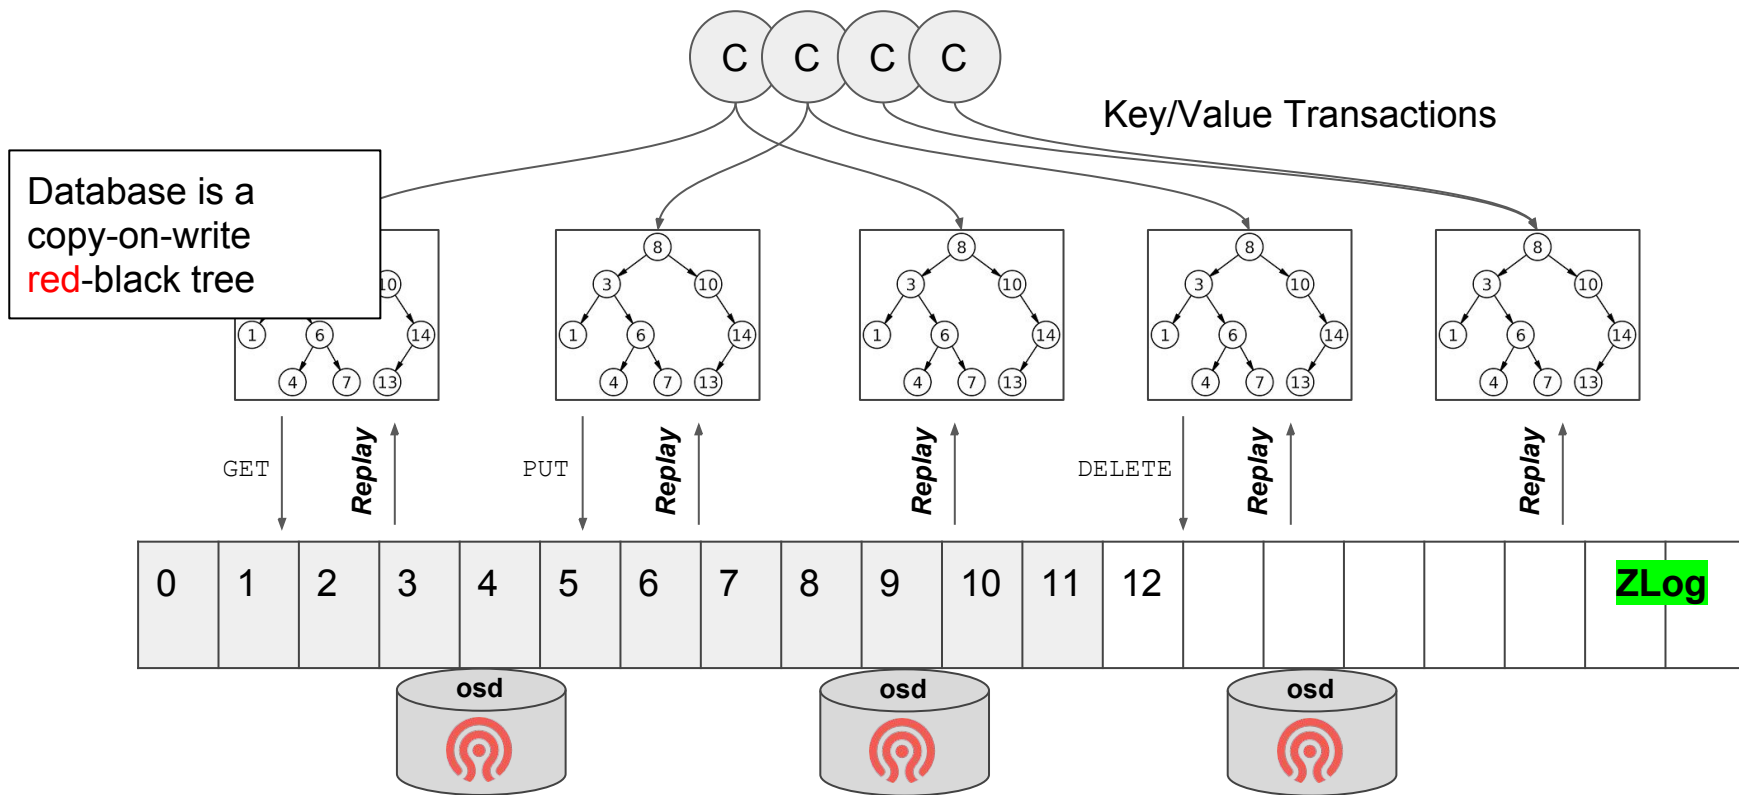 C C C C
Key/Value Transactions
Database is a
copy-on-write
red-black tree
8 8 8 8
10 3 10 3 10 3 10 3 10
1 6 14 1 6 14 1 6 14 1 6 14 1 6 14
4 7 13 4 7 13 4 7 13 4 7 13 4 7 13
GET Replay PUT Replay Replay DELETE Replay Replay
0 1 2 3 4 5 6 7 8 9 10 11 12 ZLog
osd osd osd